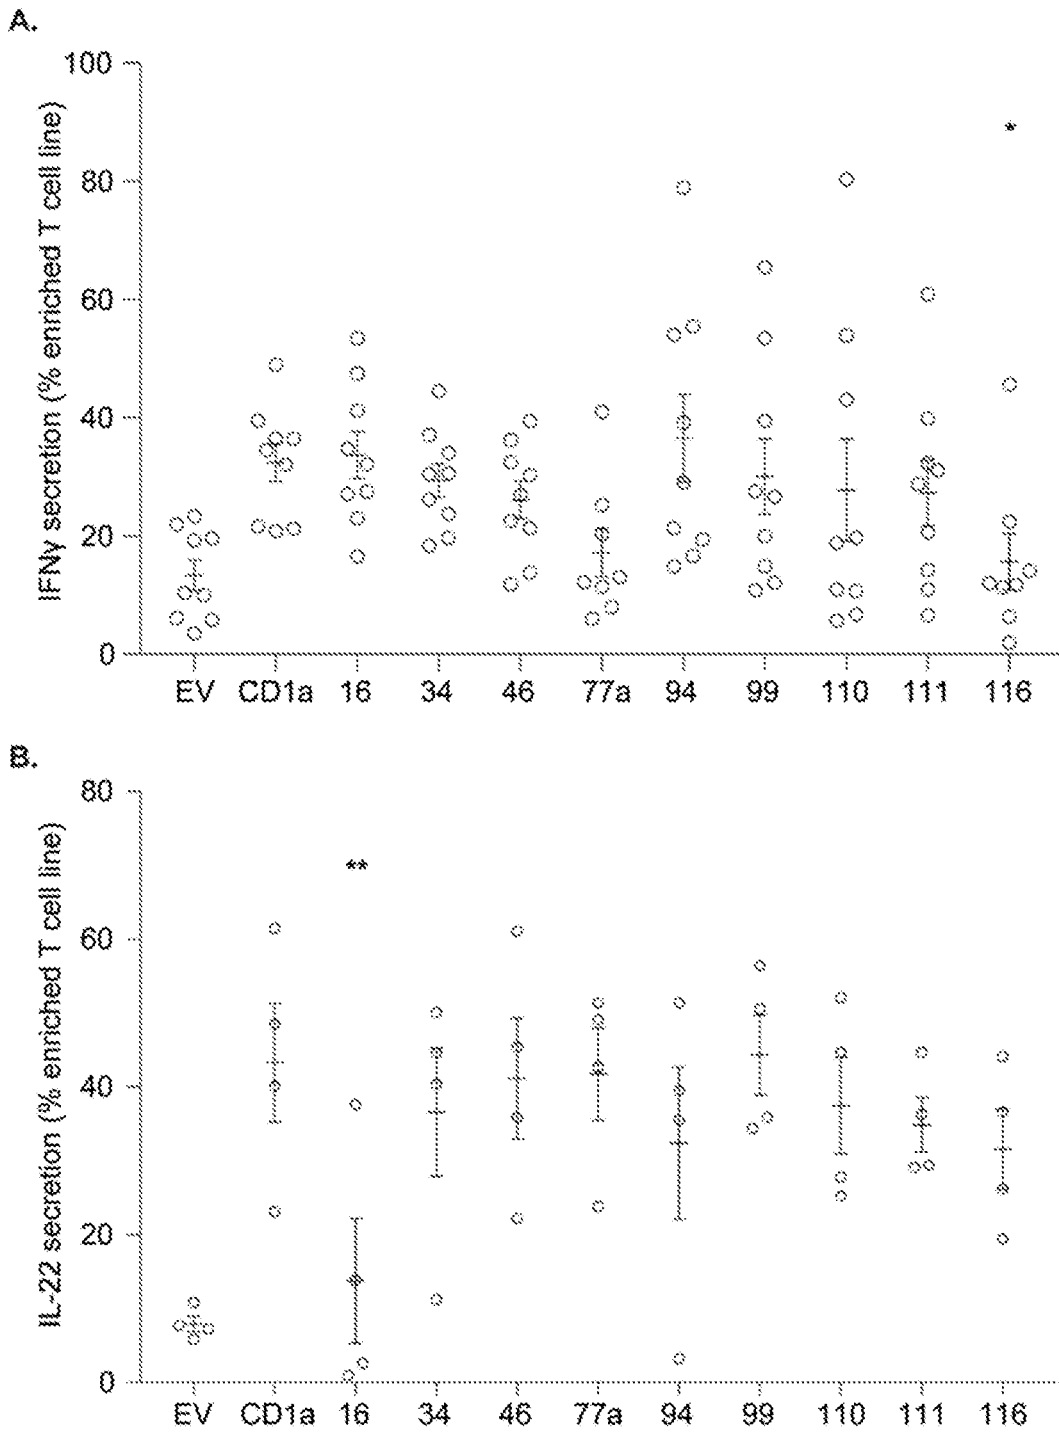 A.
IFNγ secretion (% enriched T cell line)
100
80
60
40
20
0
*
EV CD1a 16 34 46 77a 94 99 110 111 116
B.
IL-22 secretion (% enriched T cell line)
80
60
40
20
0
**
EV CD1a 16 34 46 77a 94 99 110 111 116